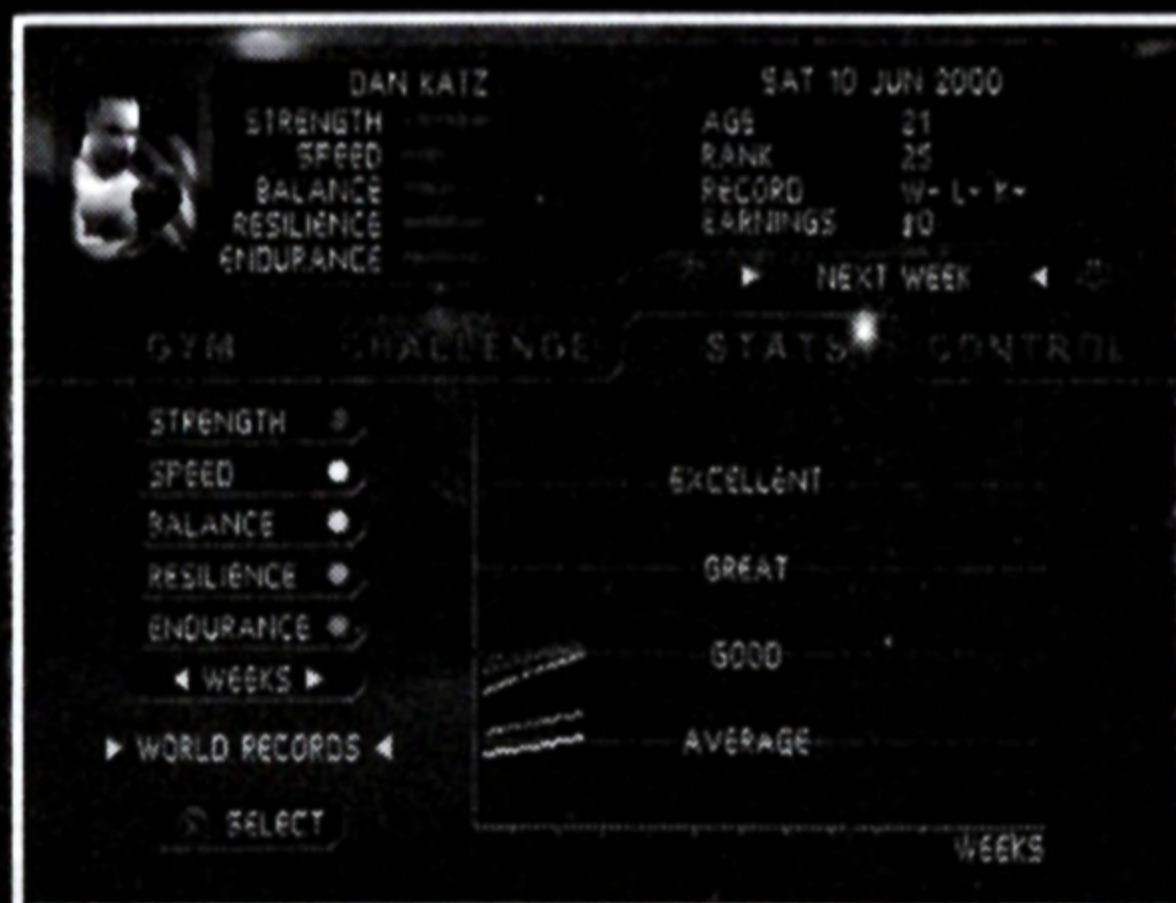 DAN KATZ
STRENGTH
SPEED
BALANCE
RESILIENCE
ENDURANCE
SAT 10 JUN 2000
AGE 21
RANK 25
RECORD W- L- K-
EARNINGS $0
NEXT WEEK
GYM CHALLENGE STATS CONTROL
STRENGTH
SPEED
BALANCE
RESILIENCE
ENDURANCE
WEEKS
WORLD RECORDS
SELECT
EXCELLENT
GREAT
GOOD
AVERAGE
WEEKS